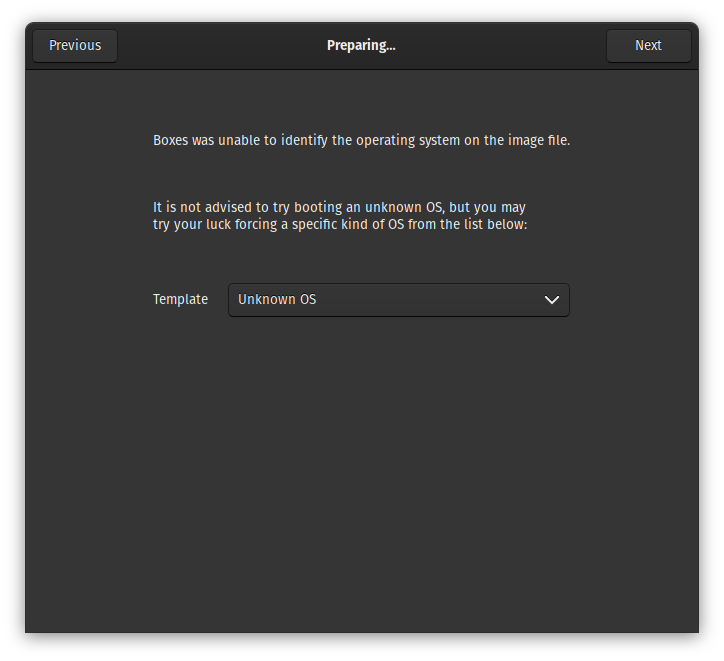 Previous
Preparing...
Next
Boxes was unable to identify the operating system on the image file.
It is not advised to try booting an unknown OS, but you may
try your luck forcing a specific kind of OS from the list below:
Template
Unknown OS